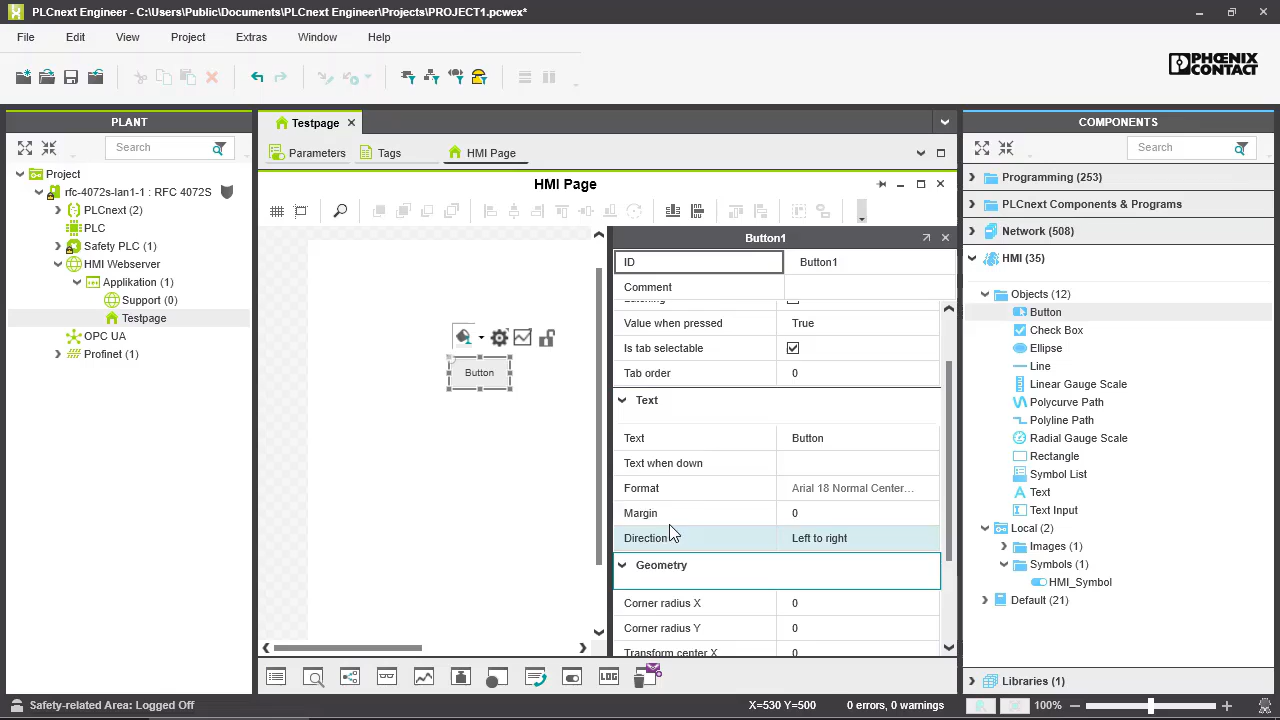 PLCnext Engineer - C:\Users\Public\Documents\PLCnext Engineer\Projects\PROJECT1.pcwex*
File Edit View Project Extras Window Help
PHŒNIX
CONTACT
PLANT
Search
Project
rfc-4072s-lan1-1 : RFC 4072S
PLCnext (2)
PLC
Safety PLC (1)
HMI Webserver
Applikation (1)
Support (0)
Testpage
OPC UA
Profinet (1)
Testpage
Parameters Tags HMI Page
HMI Page
Button
Button1
ID Button1
Comment
Value when pressed True
Is tab selectable
Tab order 0
Text
Text Button
Text when down
Format Arial 18 Normal Center...
Margin 0
Direction Left to right
Geometry
Corner radius X 0
Corner radius Y 0
Transform center X 0
LOG
COMPONENTS
Search
Programming (253)
PLCnext Components & Programs
Network (508)
HMI (35)
Objects (12)
Button
Check Box
Ellipse
Line
Linear Gauge Scale
Polycurve Path
Polyline Path
Radial Gauge Scale
Rectangle
Symbol List
Text
Text Input
Local (2)
Images (1)
Symbols (1)
HMI_Symbol
Default (21)
Libraries (1)
Safety-related Area: Logged Off
X=530 Y=500 0 errors, 0 warnings 100%